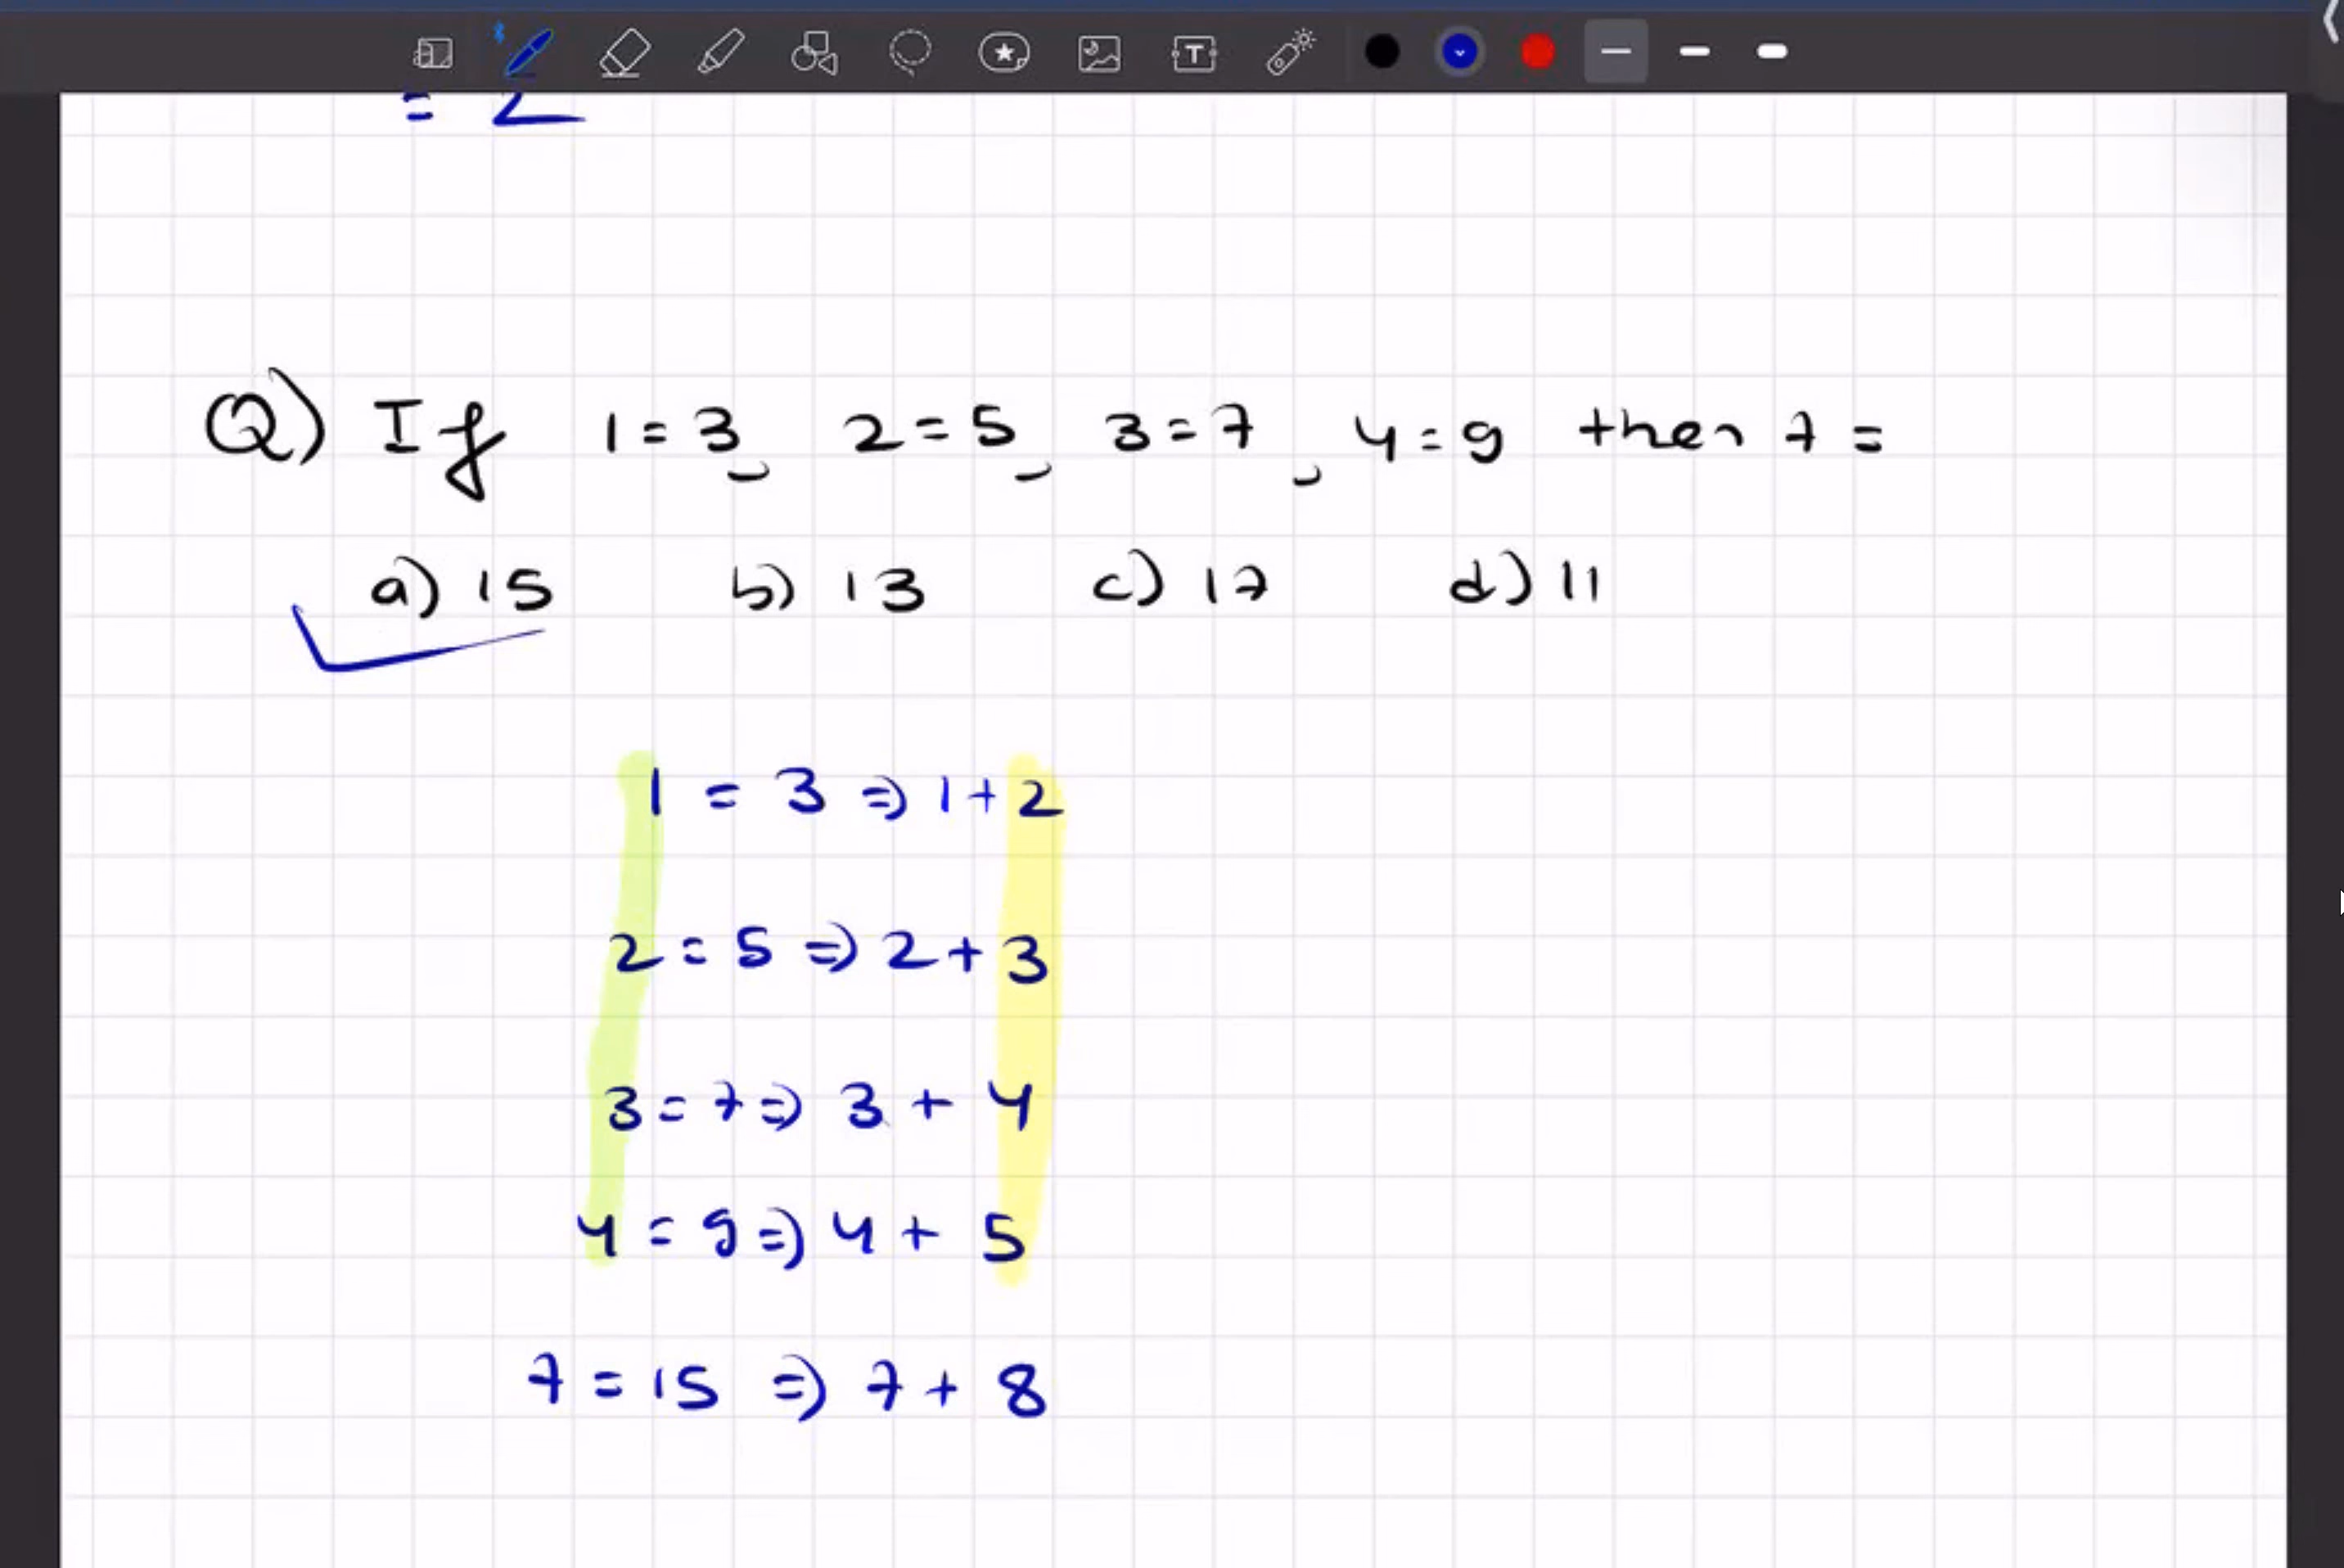 = 2
Q) If 1=3, 2=5, 3=7, 4=9 then 7=
a) 15 b) 13 c) 17 d) 11
1 = 3 => 1+2
2 = 5 => 2+3
3 = 7 => 3 + 4
4 = 9 => 4 + 5
7 = 15 => 7 + 8